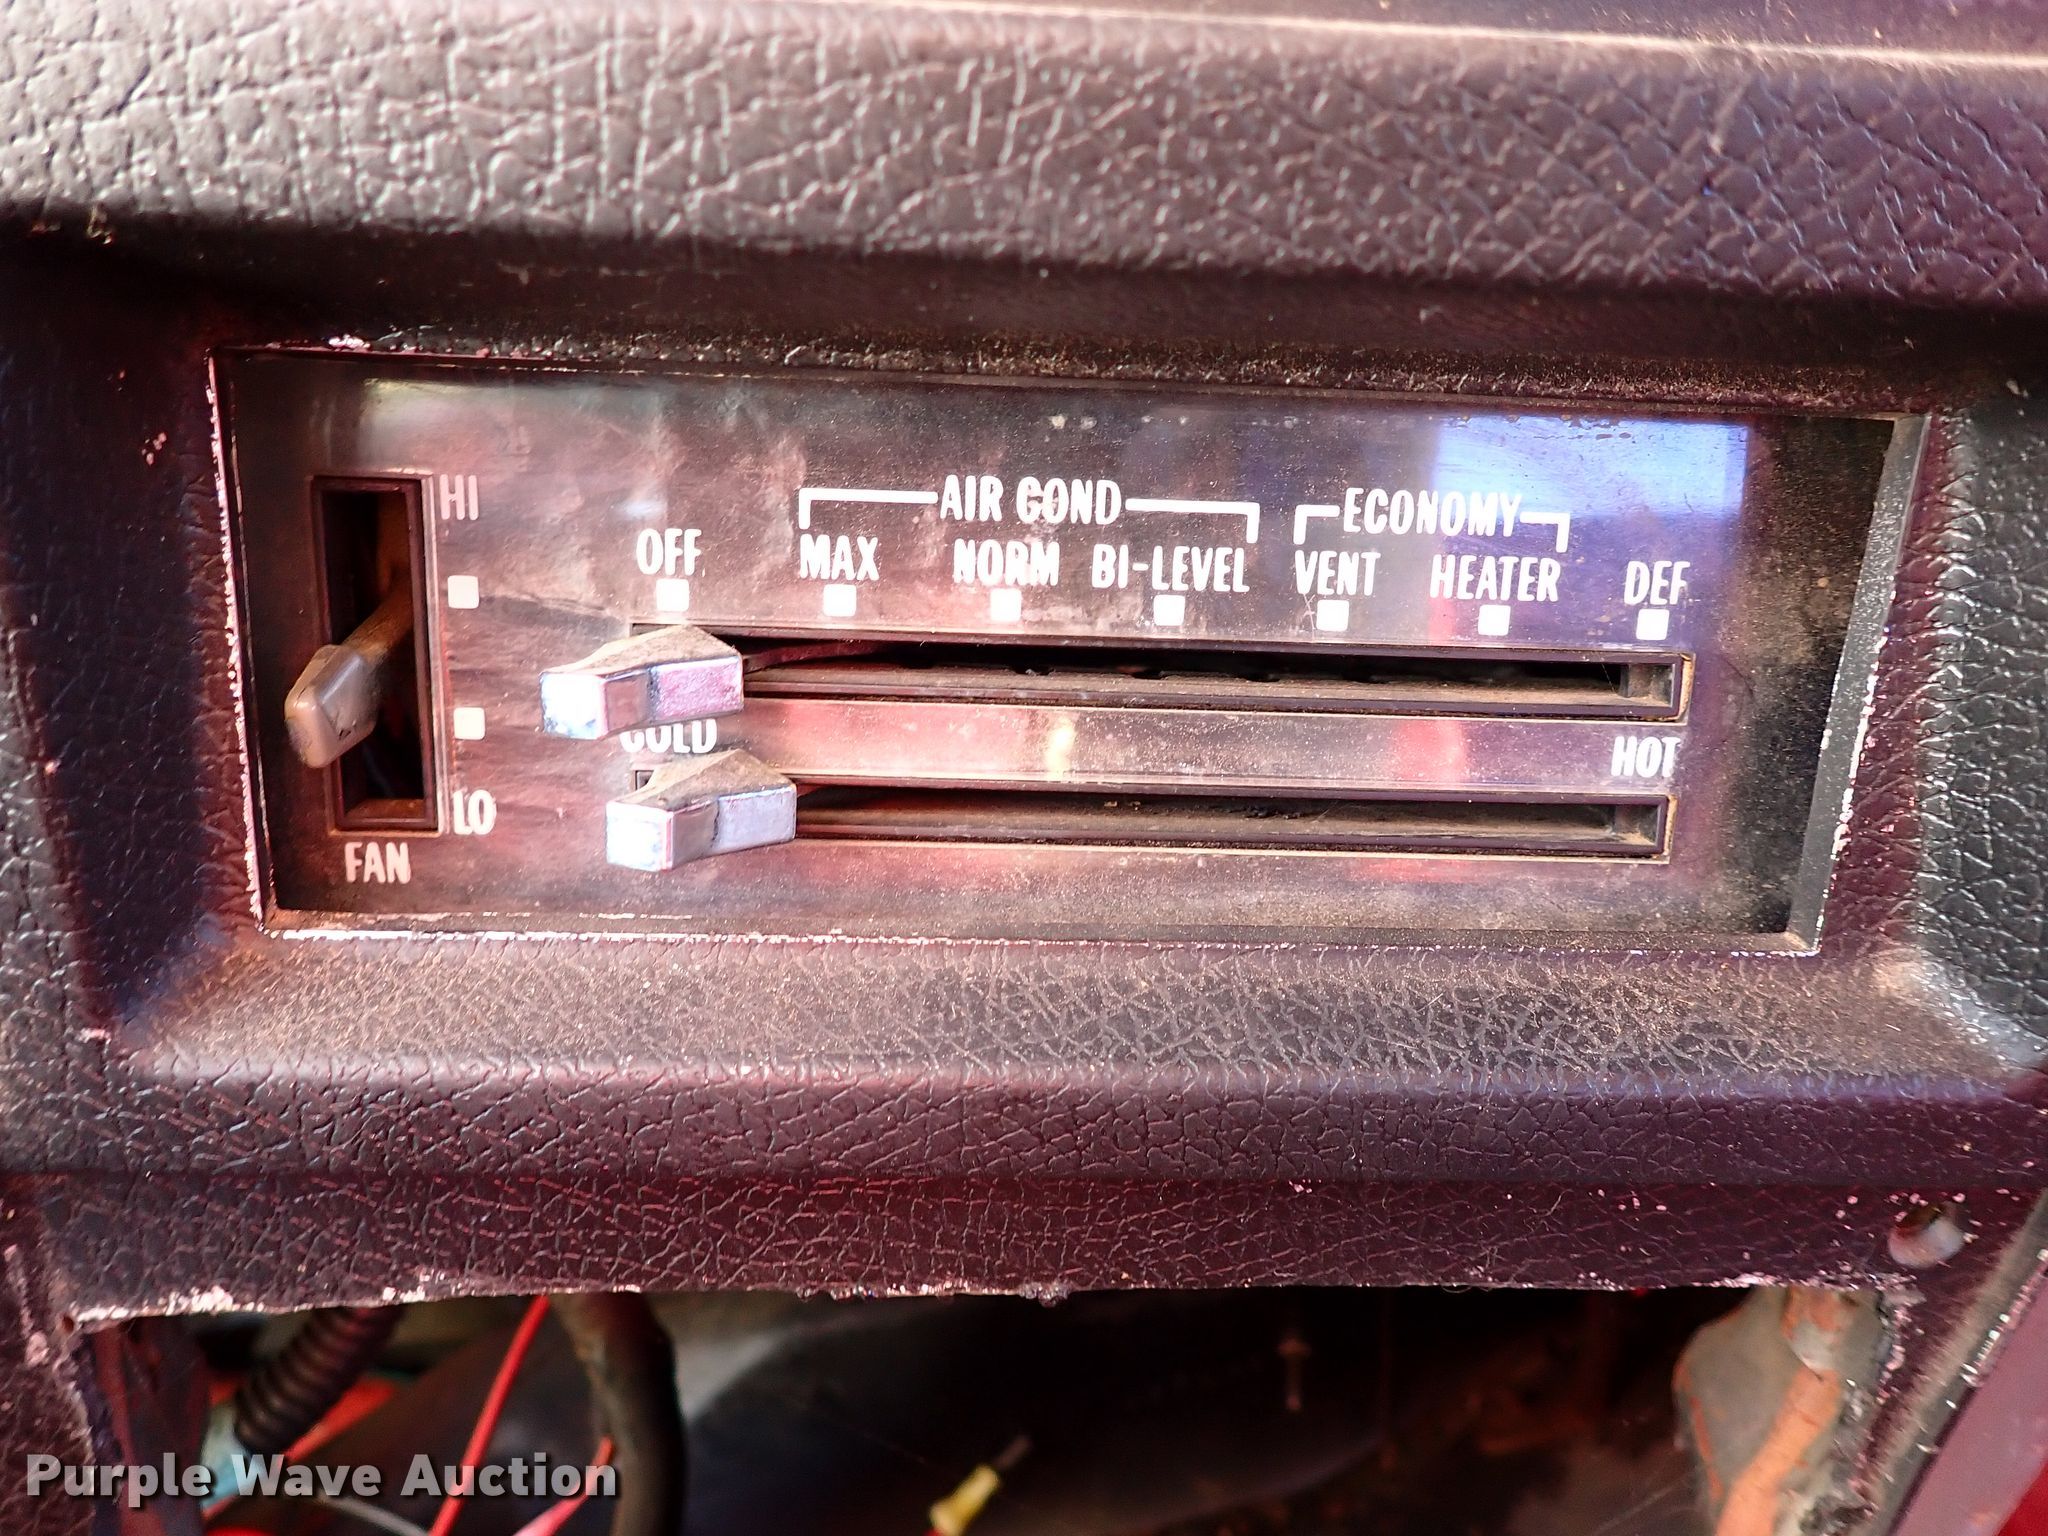 HI
AIR COND
ECONOMY
OFF MAX NORM BI-LEVEL VENT HEATER DEF
COLD HOT
LO
FAN
Purple Wave Auction